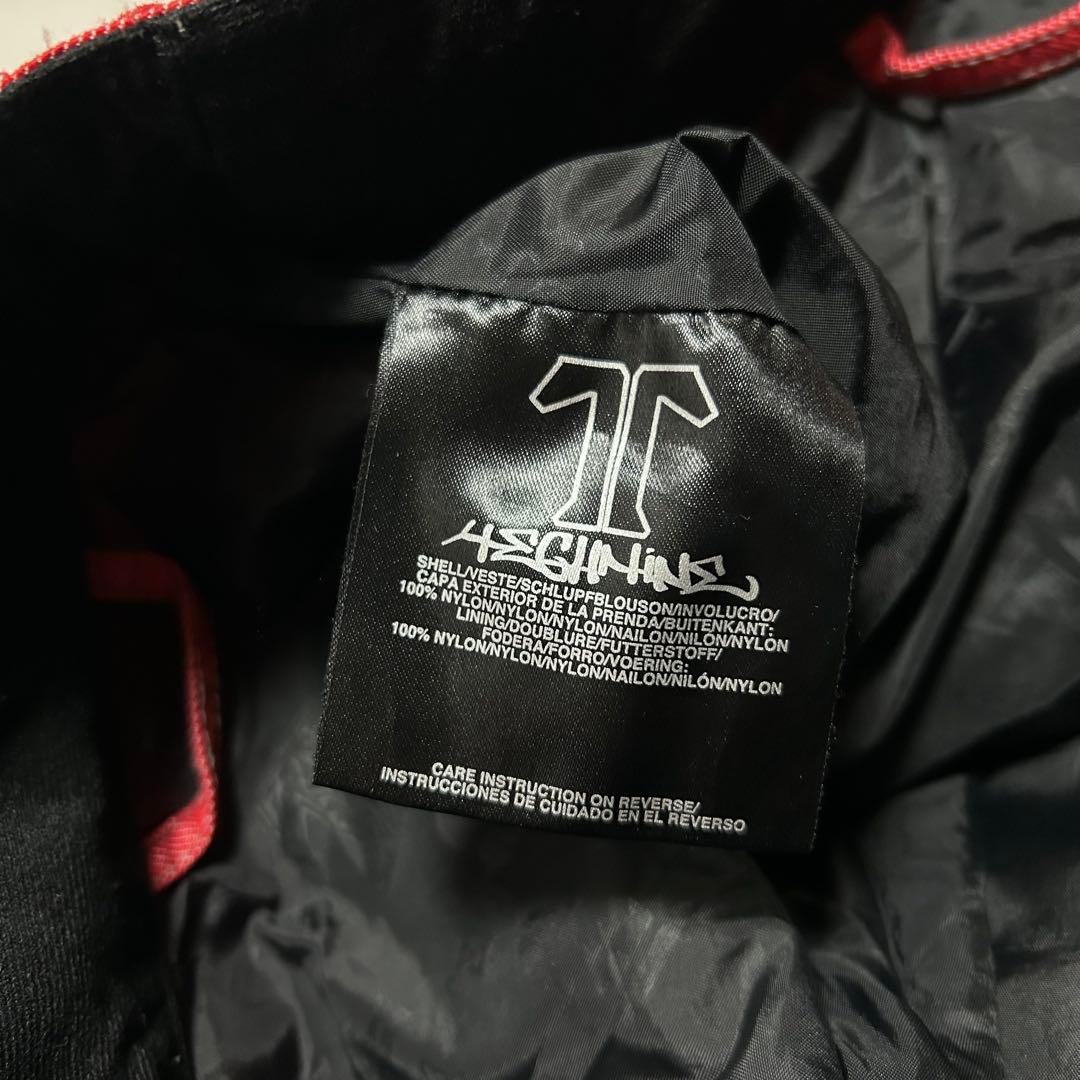 SHELL/VESTE/SCHLUPFBLOUSON/INVOLUCRO/
CAPA EXTERIOR DE LA PRENDA/BUITENKANT:
100% NYLON/NYLON/NYLON/NAILON/NILON/NYLON
LINING/DOUBLURE/FUTTERSTOFF/
FODERA/FORRO/VOERING:
100% NYLON/NYLON/NYLON/NAILON/NILÓN/NYLON
CARE INSTRUCTION ON REVERSE/
INSTRUCCIONES DE CUIDADO EN EL REVERSO